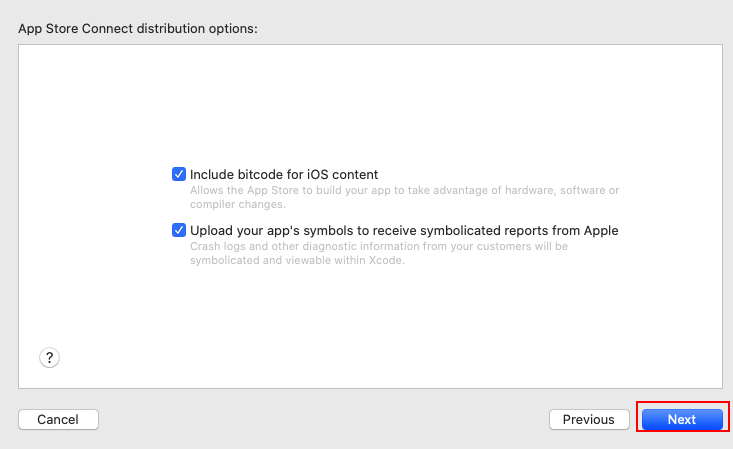 App Store Connect distribution options:
Include bitcode for iOS content
Allows the App Store to build your app to take advantage of hardware, software or
compiler changes.
Upload your app's symbols to receive symbolicated reports from Apple
Crash logs and other diagnostic information from your customers will be
symbolicated and viewable within Xcode.
?
Cancel
Previous
Next